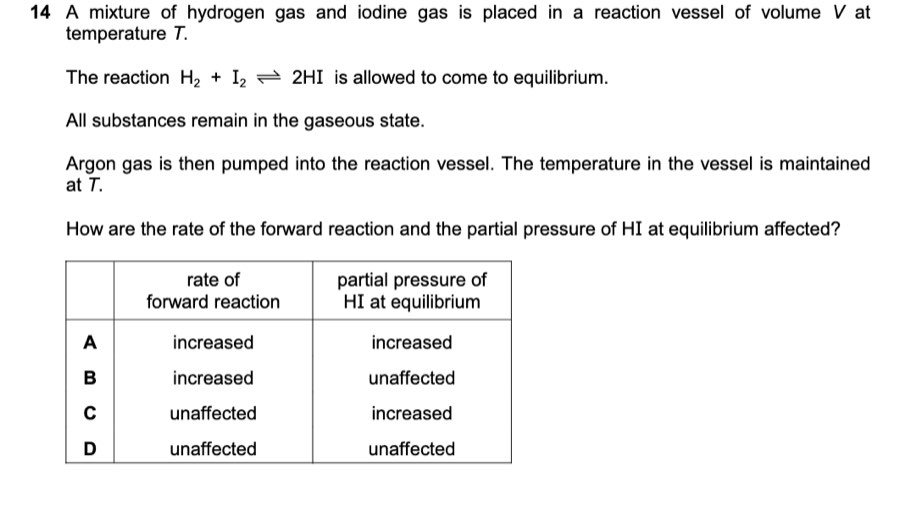 14 A mixture of hydrogen gas and iodine gas is placed in a reaction vessel of volume V at
temperature T.
The reaction H₂ + I₂ ⇌ 2HI is allowed to come to equilibrium.
All substances remain in the gaseous state.
Argon gas is then pumped into the reaction vessel. The temperature in the vessel is maintained
at T.
How are the rate of the forward reaction and the partial pressure of HI at equilibrium affected?
rate of forward reaction | partial pressure of HI at equilibrium
A increased increased
B increased unaffected
C unaffected increased
D unaffected unaffected